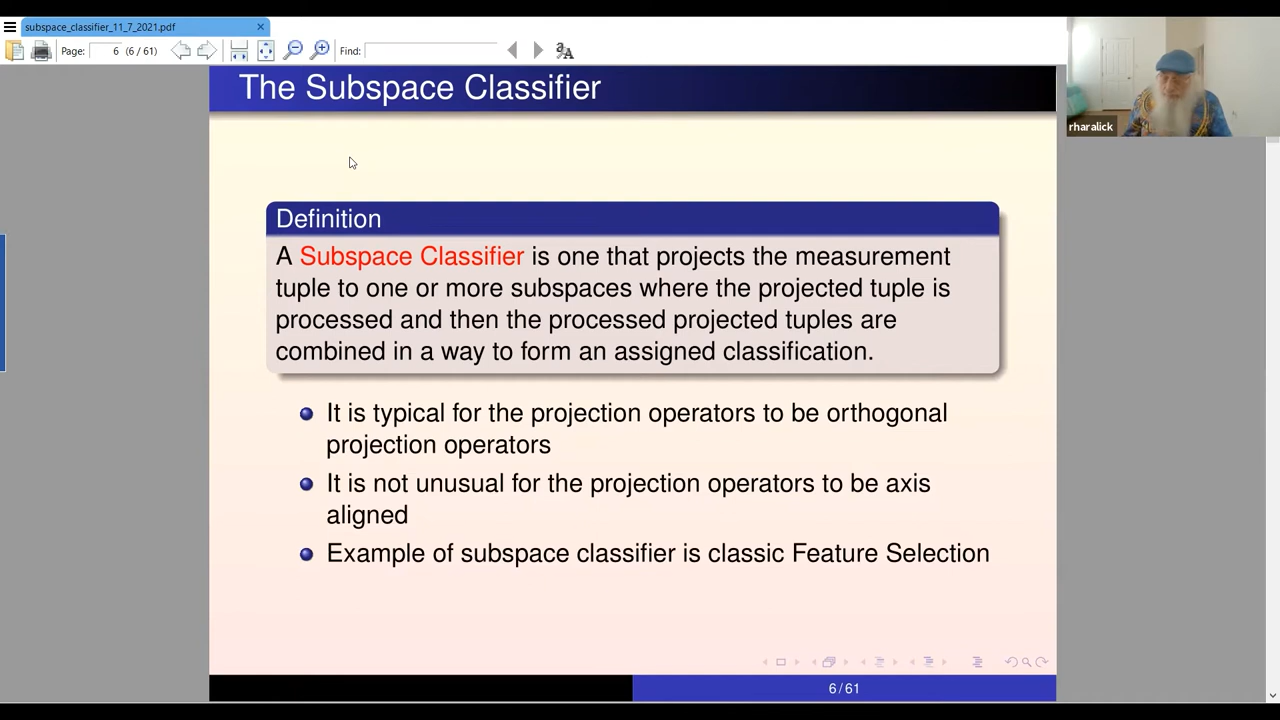 subspace_classifier_11_7_2021.pdf
Page: 6 (6 / 61) Find:
The Subspace Classifier
rharalick
Definition
A Subspace Classifier is one that projects the measurement
tuple to one or more subspaces where the projected tuple is
processed and then the processed projected tuples are
combined in a way to form an assigned classification.
It is typical for the projection operators to be orthogonal
projection operators
It is not unusual for the projection operators to be axis
aligned
Example of subspace classifier is classic Feature Selection
6 / 61